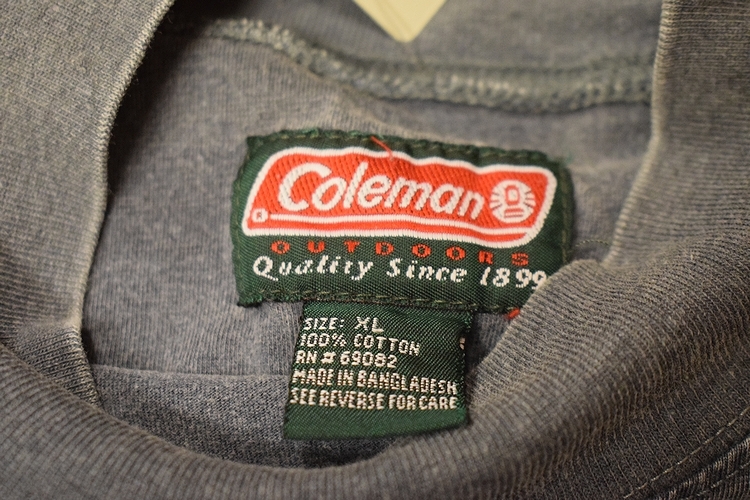 Coleman
OUTDOORS
Quality Since 1899
SIZE: XL
100% COTTON
RN # 69082
MADE IN BANGLADESH
SEE REVERSE FOR CARE